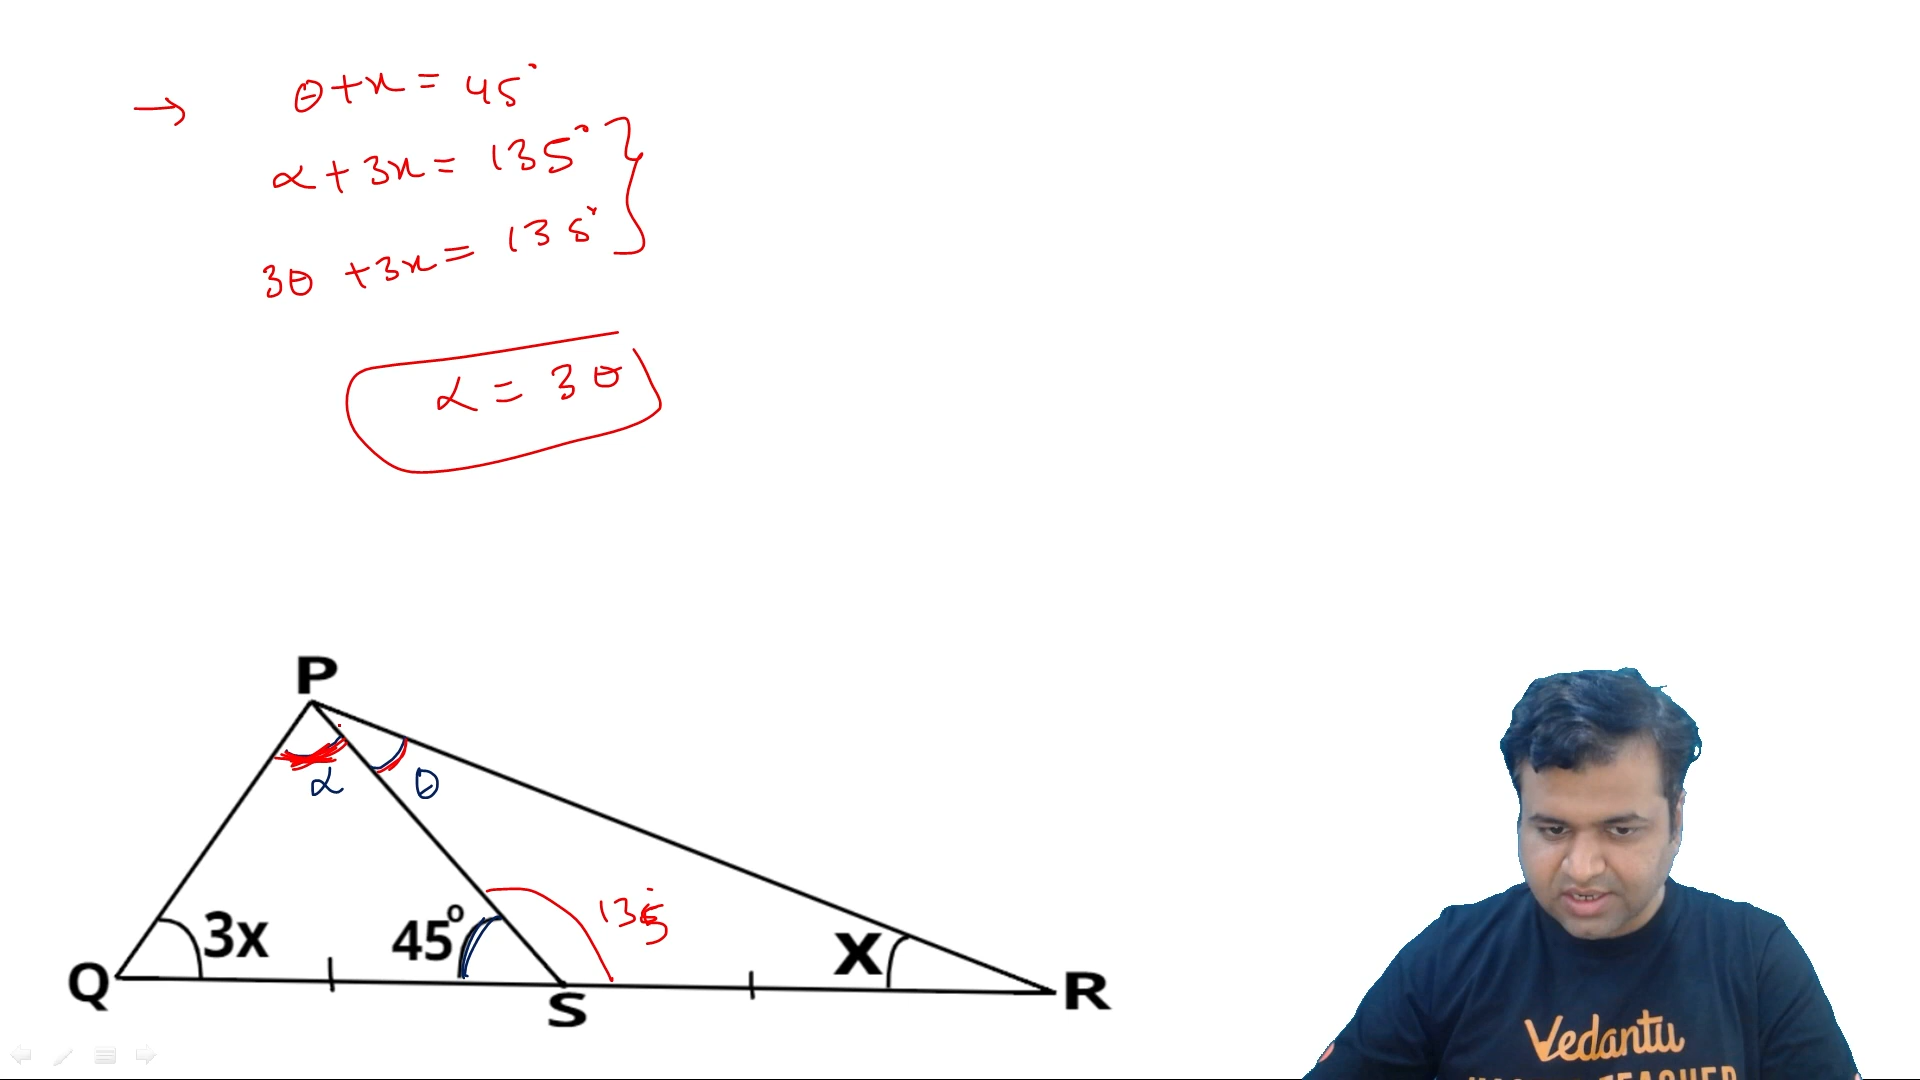 → θ+x = 45°
α+3x = 135°
3θ +3x = 135°
α = 3θ
P
α θ
3x 45° 135° X
Q S R
Vedantu